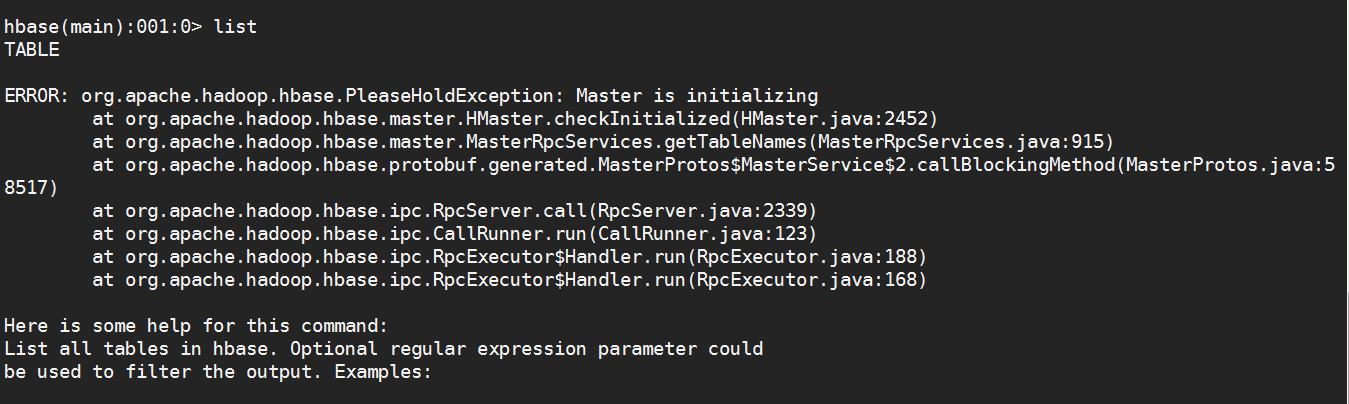 hbase(main):001:0> list
TABLE
ERROR: org.apache.hadoop.hbase.PleaseHoldException: Master is initializing
at org.apache.hadoop.hbase.master.HMaster.checkInitialized(HMaster.java:2452)
at org.apache.hadoop.hbase.master.MasterRpcServices.getTableNames(MasterRpcServices.java:915)
at org.apache.hadoop.hbase.protobuf.generated.MasterProtos$MasterService$2.callBlockingMethod(MasterProtos.java:5
8517)
at org.apache.hadoop.hbase.ipc.RpcServer.call(RpcServer.java:2339)
at org.apache.hadoop.hbase.ipc.CallRunner.run(CallRunner.java:123)
at org.apache.hadoop.hbase.ipc.RpcExecutor$Handler.run(RpcExecutor.java:188)
at org.apache.hadoop.hbase.ipc.RpcExecutor$Handler.run(RpcExecutor.java:168)
Here is some help for this command:
List all tables in hbase. Optional regular expression parameter could
be used to filter the output. Examples: